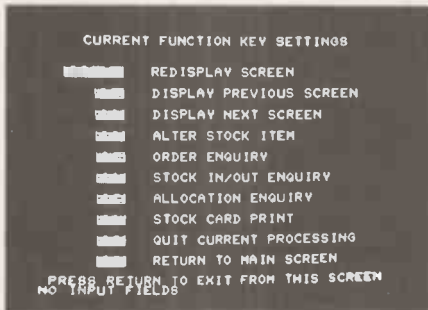 CURRENT FUNCTION KEY SETTINGS
REDISPLAY SCREEN
DISPLAY PREVIOUS SCREEN
DISPLAY NEXT SCREEN
ALTER STOCK ITEM
ORDER ENQUIRY
STOCK IN/OUT ENQUIRY
ALLOCATION ENQUIRY
STOCK CARD PRINT
QUIT CURRENT PROCESSING
RETURN TO MAIN SCREEN
PRESS RETURN TO EXIT FROM THIS SCREEN
NO INPUT FIELDS